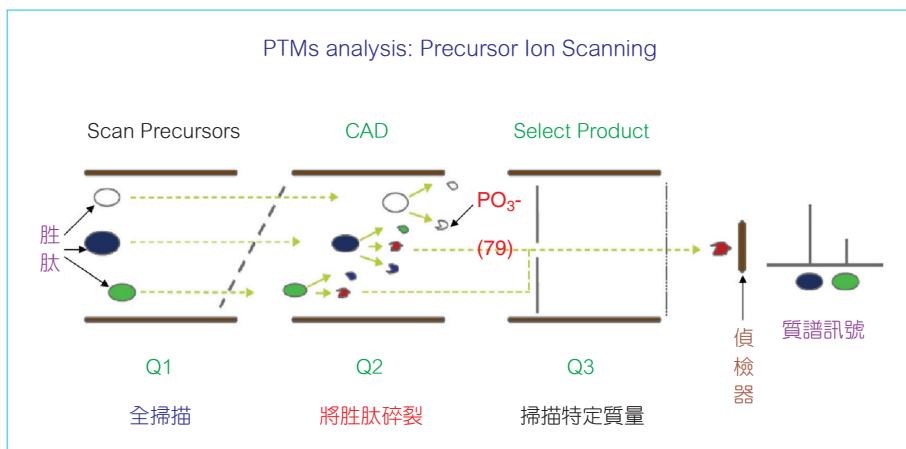 PTMs analysis: Precursor Ion Scanning
Scan Precursors
CAD
Select Product
胜
肽
PO3-
(79)
Q1
Q2
Q3
偵
檢
器
質譜訊號
全掃描
將胜肽碎裂
掃描特定質量